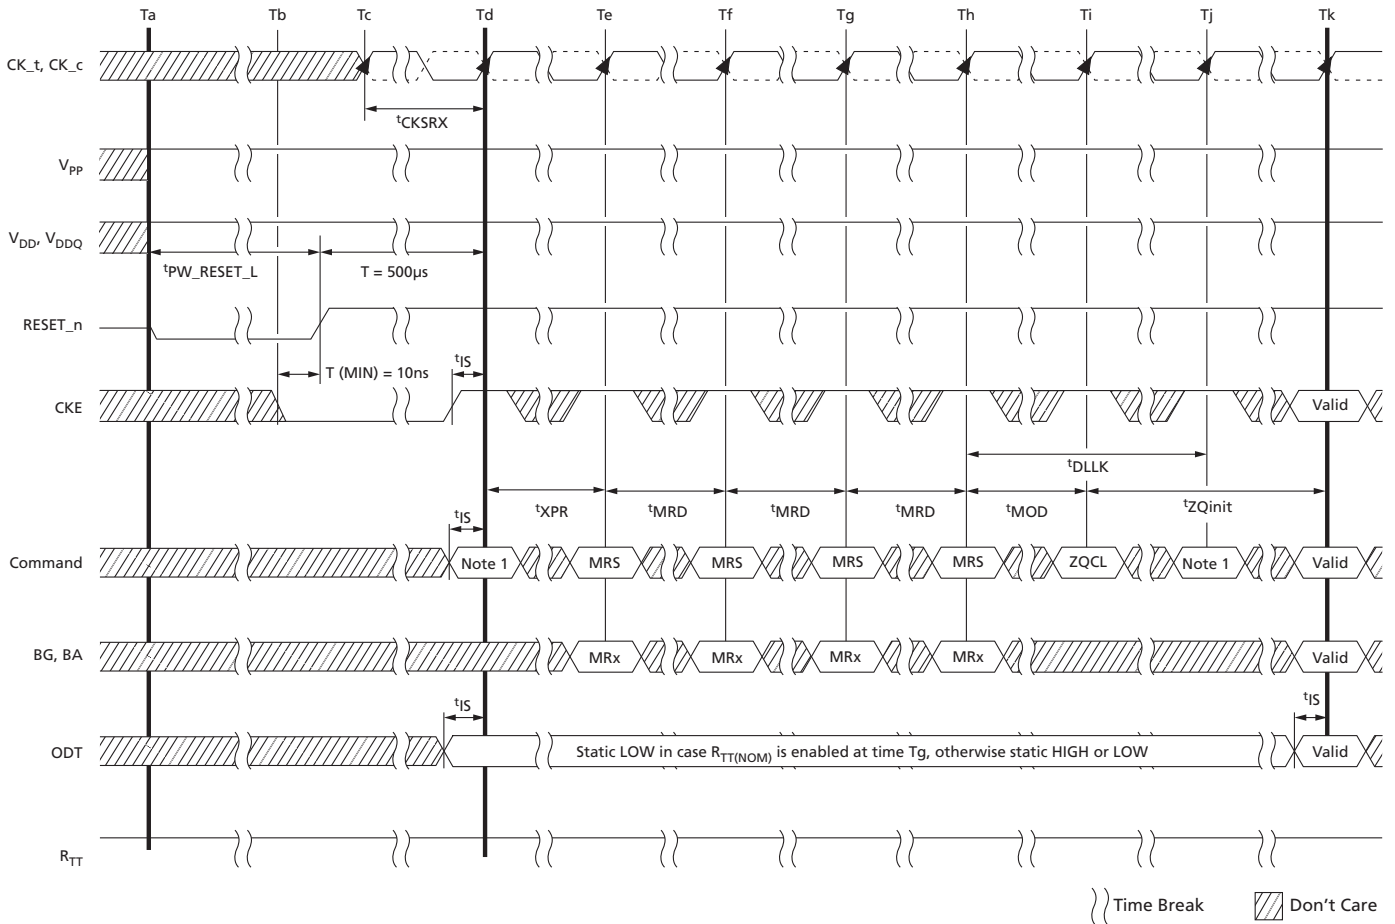 Ta Tb Tc Td Te Tf Tg Th Ti Tj Tk
CK_t, CK_c
tCKSRX
VPP
VDD, VDDQ
tPW_RESET_L T = 500μs
RESET_n
T (MIN) = 10ns tIS
CKE Valid
tDLLK
tXPR tMRD tMRD tMRD tMOD tZQinit
tIS
Command Note 1 MRS MRS MRS MRS ZQCL Note 1 Valid
BG, BA MRx MRx MRx MRx Valid
tIS tIS
ODT Static LOW in case RTT(NOM) is enabled at time Tg, otherwise static HIGH or LOW Valid
RTT
Time Break Don't Care